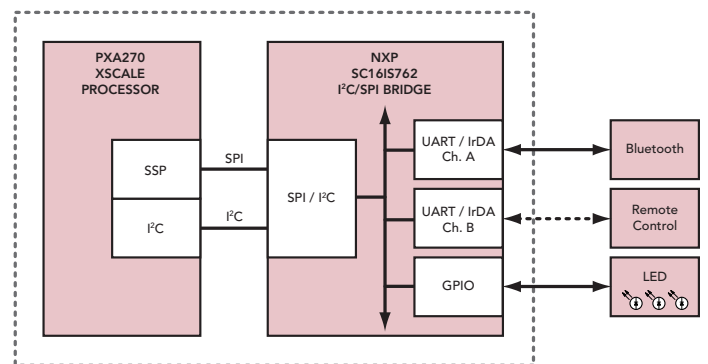 PXA270
XSCALE
PROCESSOR
SSP
I²C
SPI
I²C
NXP
SC16IS762
I²C/SPI BRIDGE
SPI / I²C
UART / IrDA
Ch. A
UART / IrDA
Ch. B
GPIO
Bluetooth
Remote
Control
LED